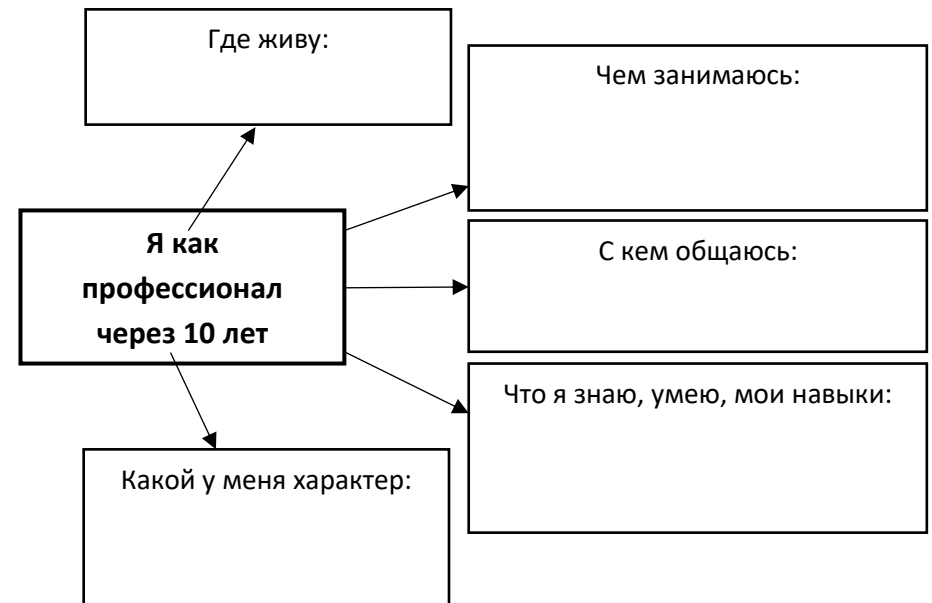 Где живу:
Чем занимаюсь:
Я как
профессионал
через 10 лет
С кем общаюсь:
Что я знаю, умею, мои навыки:
Какой у меня характер: